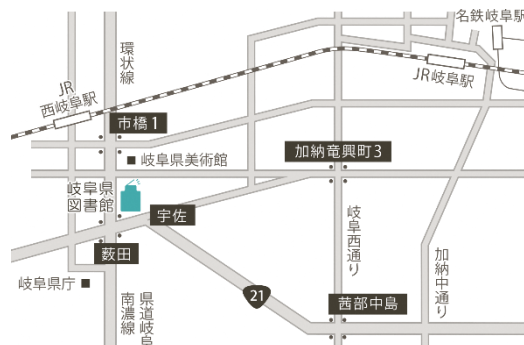 名鉄岐阜駅
環状線
JR
西岐阜駅
JR岐阜駅
市橋1
岐阜県美術館
加納竜興町3
岐阜県
図書館
宇佐
岐阜西通り
加納中通り
薮田
岐阜県庁
県道岐阜
南濃線
21
茜部中島